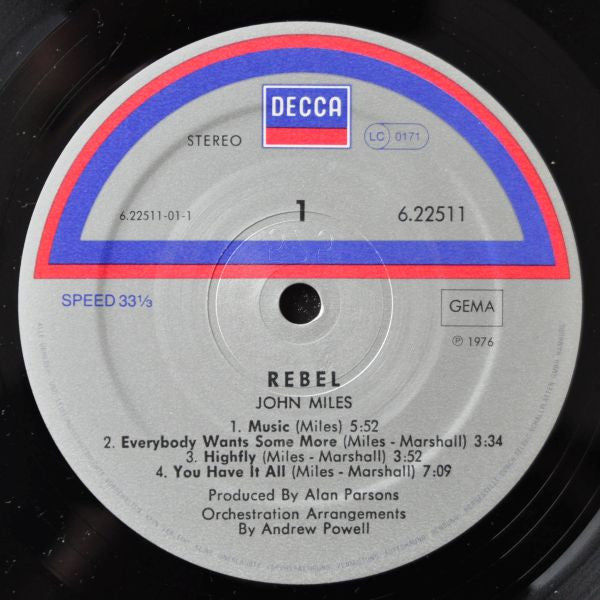 DECCA
STEREO
LC 0171
6.22511-01-1
1
6.22511
SPEED 33⅓
GEMA
℗ 1976
REBEL
JOHN MILES
1. Music (Miles) 5:52
2. Everybody Wants Some More (Miles - Marshall) 3:34
3. Highfly (Miles - Marshall) 3:52
4. You Have It All (Miles - Marshall) 7:09
Produced By Alan Parsons
Orchestration Arrangements
By Andrew Powell